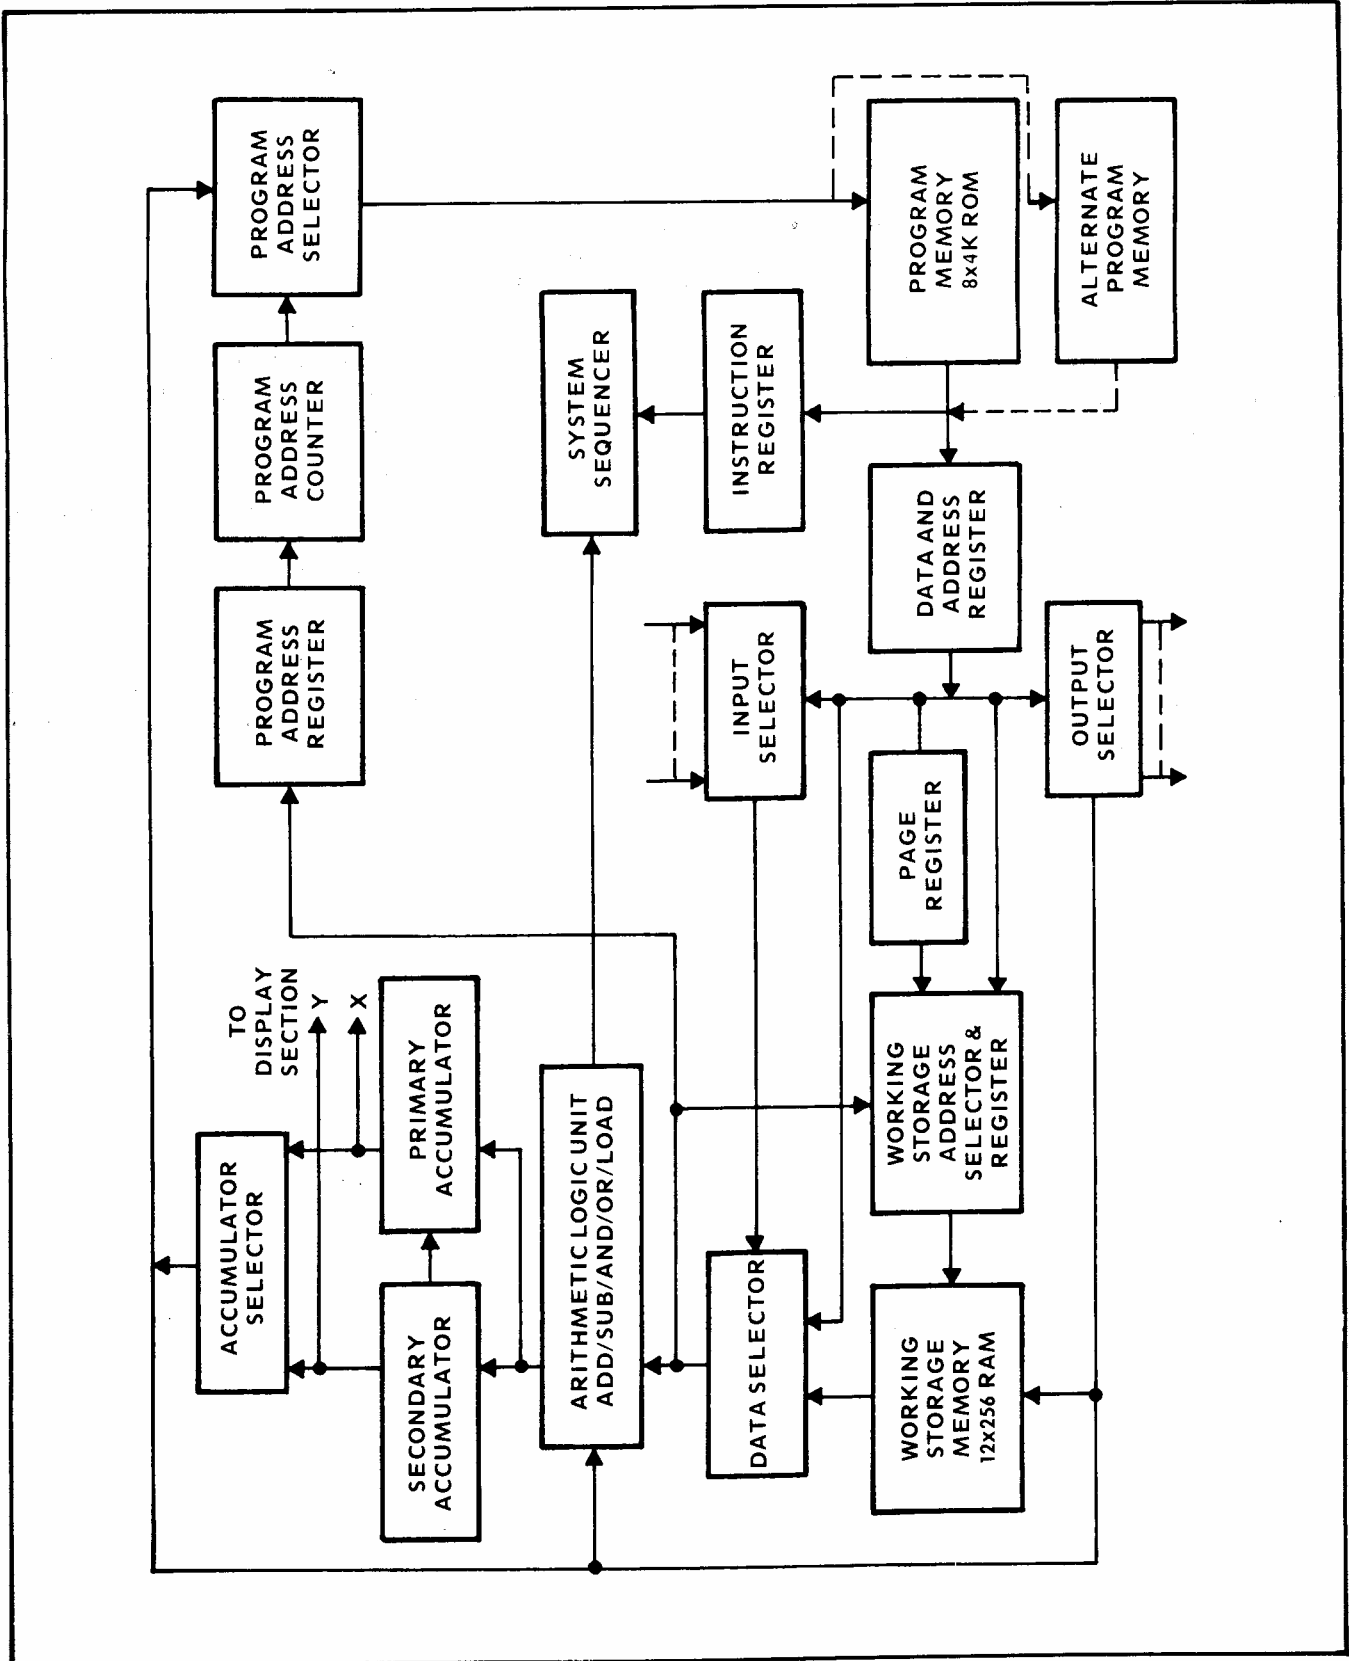 ACCUMULATOR
SELECTOR
TO
DISPLAY
SECTION
Y
X
PROGRAM
ADDRESS
REGISTER
PROGRAM
ADDRESS
COUNTER
PROGRAM
ADDRESS
SELECTOR
SECONDARY
ACCUMULATOR
PRIMARY
ACCUMULATOR
ARITHMETIC LOGIC UNIT
ADD/SUB/AND/OR/LOAD
SYSTEM
SEQUENCER
DATA SELECTOR
INPUT
SELECTOR
INSTRUCTION
REGISTER
WORKING
STORAGE
MEMORY
12x256 RAM
WORKING
STORAGE
ADDRESS
SELECTOR &
REGISTER
PAGE
REGISTER
DATA AND
ADDRESS
REGISTER
PROGRAM
MEMORY
8x4K ROM
OUTPUT
SELECTOR
ALTERNATE
PROGRAM
MEMORY